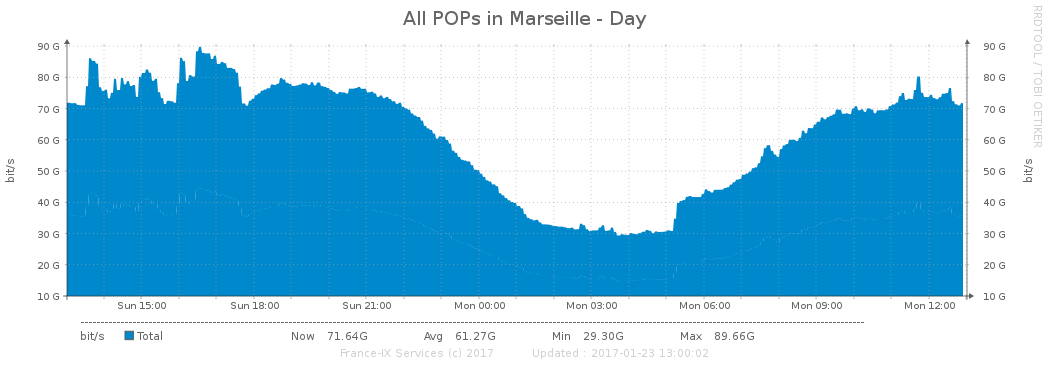 All POPs in Marseille - Day
RRDTOOL / TOBI OETIKER
90 G 90 G
80 G 80 G
70 G 70 G
60 G 60 G
50 G 50 G
40 G 40 G
30 G 30 G
20 G 20 G
10 G 10 G
bit/s bit/s
Sun 15:00 Sun 18:00 Sun 21:00 Mon 00:00 Mon 03:00 Mon 06:00 Mon 09:00 Mon 12:00
bit/s Total Now 71.64G Avg 61.27G Min 29.30G Max 89.66G
France-IX Services (c) 2017 Updated : 2017-01-23 13:00:02